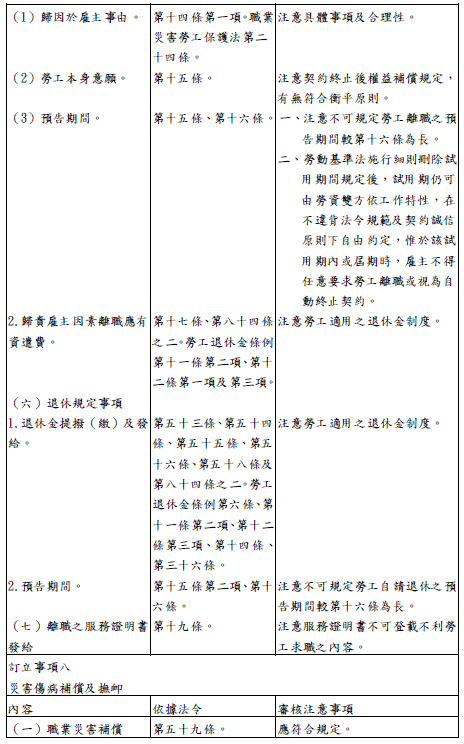 （1）歸因於雇主事由。 第十四條第一項。職業 注意具體事項及合理性。
災害勞工保護法第二
十四條。
（2）勞工本身意願。 第十五條。 注意契約終止後權益補償規定，
有無符合衡平原則。
（3）預告期間。 第十五條、第十六條。 一、注意不可規定勞工離職之預
告期間較第十六條為長。
二、勞動基準法施行細則刪除試
用期間規定後，試用期仍可
由勞資雙方依工作特性，在
不違背法令規範及契約誠信
原則下自由約定，惟於該試
用期內或屆期時，雇主不得
任意要求勞工離職或視為自
動終止契約。
2.歸責雇主因素離職應有 第十七條、第八十四條 注意勞工適用之退休金制度。
資遣費。 之二。勞工退休金條例
第十一條第二項、第十
二條第一項及第三項。
（六）退休規定事項
1.退休金提撥（繳）及發 第五十三條、第五十四 注意勞工適用之退休金制度。
給。 條、第五十五條、第五
十六條、第五十八條及
第八十四條之二。勞工
退休金條例第六條、第
十一條第二項、第十二
條第三項、第十四條、
第三十六條。
2.預告期間。 第十五條第二項、第十 注意不可規定勞工自請退休之預
六條。 告期間較第十六條為長。
（七）離職之服務證明書 第十九條。 注意服務證明書不可登載不利勞
發給 工求職之內容。
訂立事項八
災害傷病補償及撫卹
內容 依據法令 審核注意事項
（一）職業災害補償 第五十九條。 應符合規定。